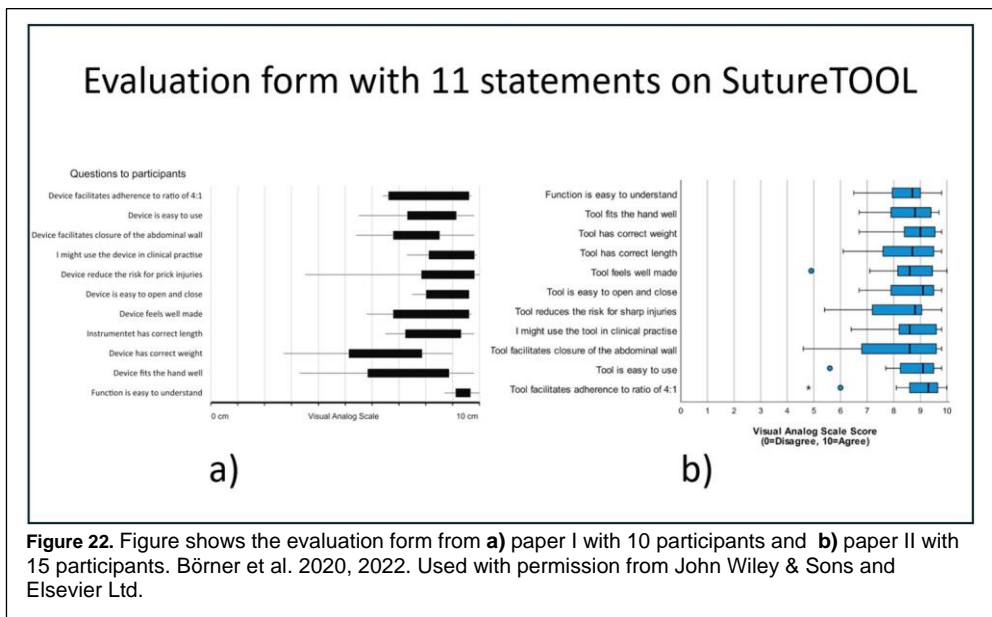 Evaluation form with 11 statements on SutureTOOL
Questions to participants
Device facilitates adherence to ratio of 4:1
Device is easy to use
Device facilitates closure of the abdominal wall
I might use the device in clinical practise
Device reduce the risk for prick injuries
Device is easy to open and close
Device feels well made
Instrumentet has correct length
Device has correct weight
Device fits the hand well
Function is easy to understand
0 cm
Visual Analog Scale
10 cm
a)
Function is easy to understand
Tool fits the hand well
Tool has correct weight
Tool has correct length
Tool feels well made
Tool is easy to open and close
Tool reduces the risk for sharp injuries
I might use the tool in clinical practise
Tool facilitates closure of the abdominal wall
Tool is easy to use
Tool facilitates adherence to ratio of 4:1
0 1 2 3 4 5 6 7 8 9 10
Visual Analog Scale Score
(0=Disagree, 10=Agree)
b)
Figure 22. Figure shows the evaluation form from a) paper I with 10 participants and b) paper II with
15 participants. Börner et al. 2020, 2022. Used with permission from John Wiley & Sons and
Elsevier Ltd.